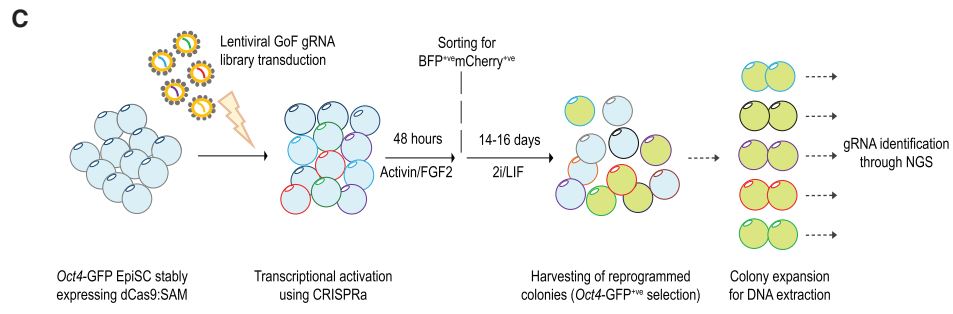 C
Lentiviral GoF gRNA
library transduction
Sorting for
BFP+vemCherry+ve
48 hours
Activin/FGF2
14-16 days
2i/LIF
gRNA identification
through NGS
Oct4-GFP EpiSC stably
expressing dCas9:SAM
Transcriptional activation
using CRISPRa
Harvesting of reprogrammed
colonies (Oct4-GFP+ve selection)
Colony expansion
for DNA extraction